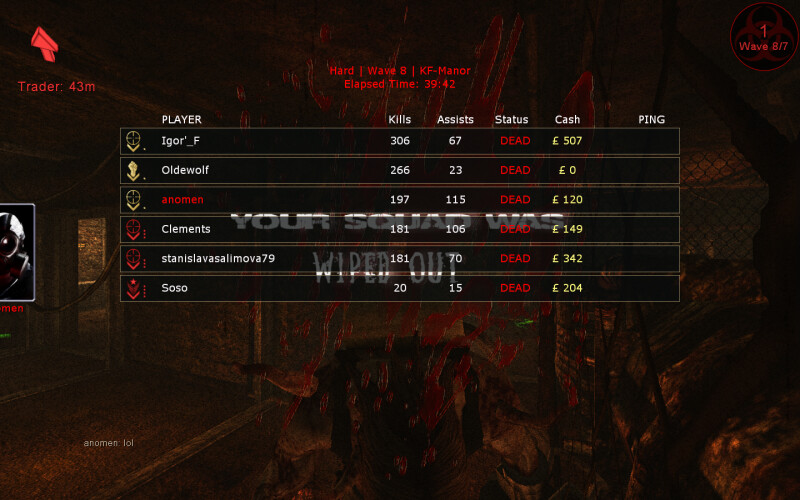 1
Wave 8/7
Trader: 43m
Hard | Wave 8 | KF-Manor
Elapsed Time: 39:42
PLAYER Kills Assists Status Cash PING
Igor'_F 306 67 DEAD £ 507
Oldewolf 266 23 DEAD £ 0
anomen 197 115 DEAD £ 120
YOUR SQUAD WAS
Clements 181 106 DEAD £ 149
stanislavasalimova79 181 70 DEAD £ 342
WIPED OUT
Soso 20 15 DEAD £ 204
omen
anomen: lol